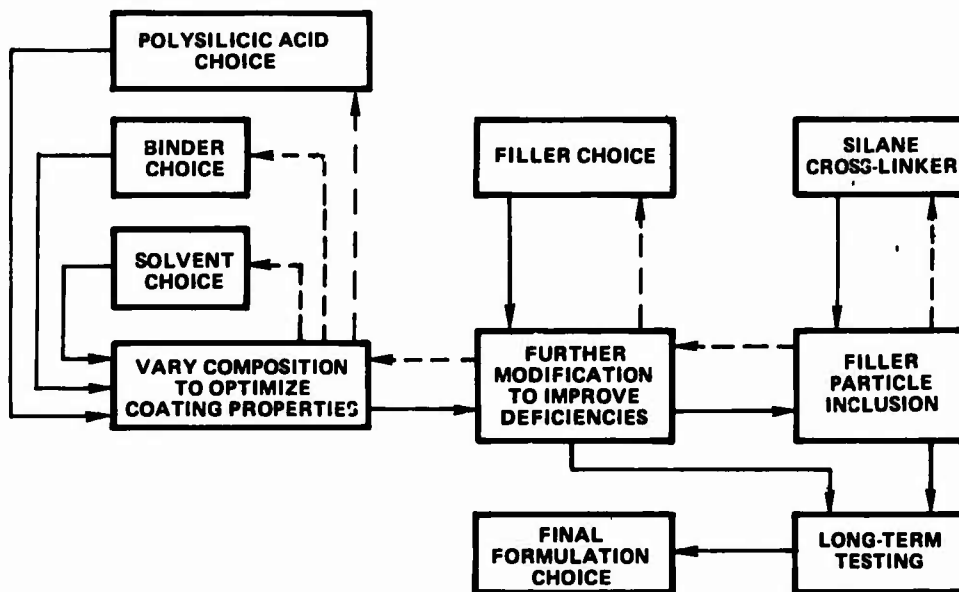 POLYSILICIC ACID
CHOICE
BINDER
CHOICE
FILLER CHOICE
SILANE
CROSS-LINKER
SOLVENT
CHOICE
VARY COMPOSITION
TO OPTIMIZE
COATING PROPERTIES
FURTHER
MODIFICATION
TO IMPROVE
DEFICIENCIES
FILLER
PARTICLE
INCLUSION
FINAL
FORMULATION
CHOICE
LONG-TERM
TESTING